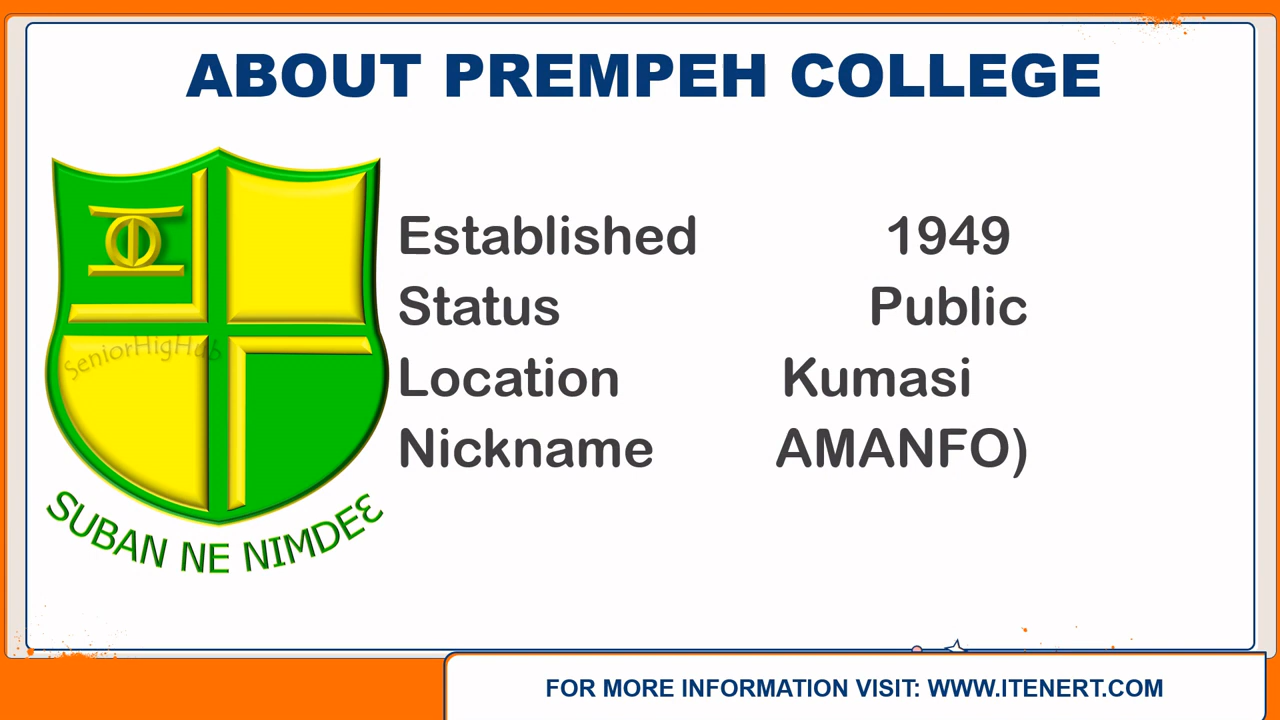 ABOUT PREMPEH COLLEGE
Established 1949
Status Public
Location Kumasi
Nickname AMANFO)
SeniorHigHub
SUBAN NE NIMDEƐ
FOR MORE INFORMATION VISIT: WWW.ITENERT.COM